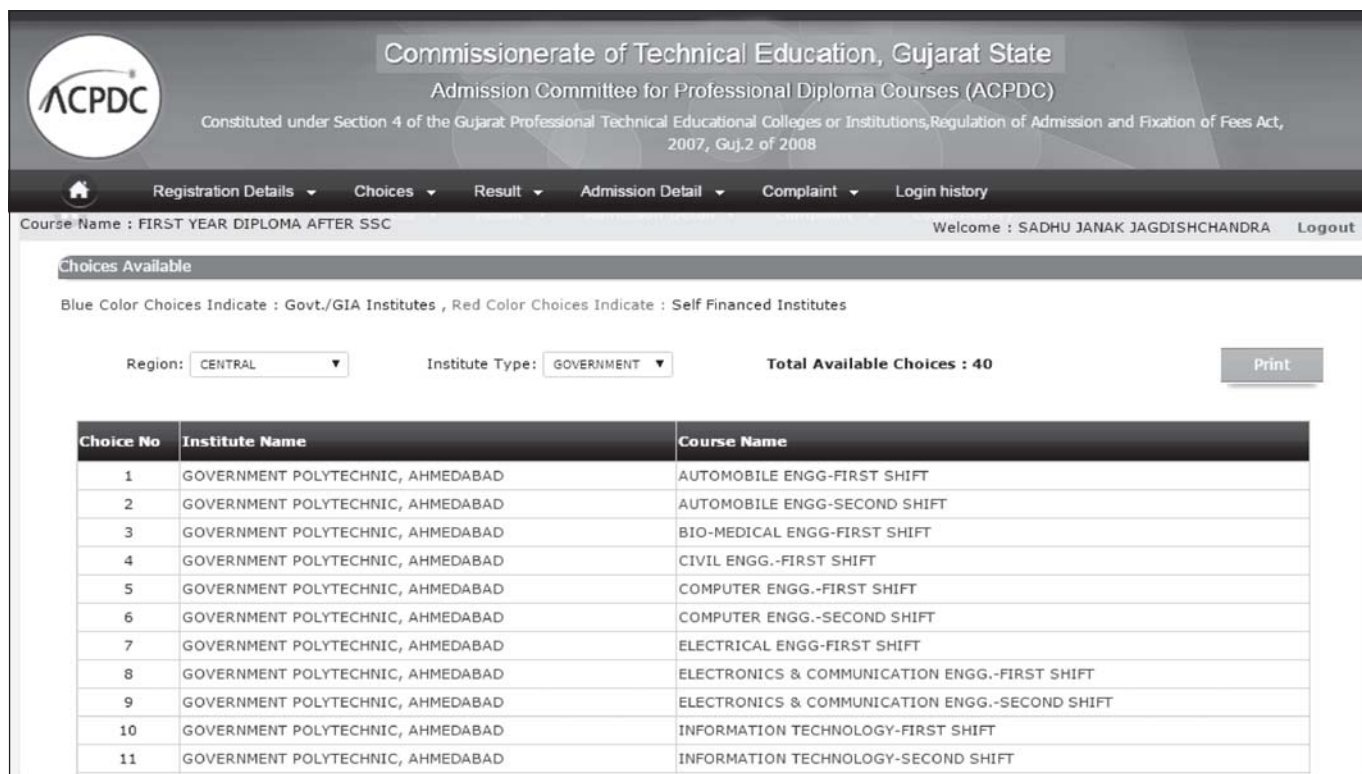 Commissionerate of Technical Education, Gujarat State
ACPDC
Admission Committee for Professional Diploma Courses (ACPDC)
Constituted under Section 4 of the Gujarat Professional Technical Educational Colleges or Institutions,Regulation of Admission and Fixation of Fees Act,
2007, Guj.2 of 2008
Registration Details Choices Result Admission Detail Complaint Login history
Course Name : FIRST YEAR DIPLOMA AFTER SSC Welcome : SADHU JANAK JAGDISHCHANDRA Logout
Choices Available
Blue Color Choices Indicate : Govt./GIA Institutes , Red Color Choices Indicate : Self Financed Institutes
Region: CENTRAL Institute Type: GOVERNMENT Total Available Choices : 40 Print
Choice No Institute Name Course Name
1 GOVERNMENT POLYTECHNIC, AHMEDABAD AUTOMOBILE ENGG-FIRST SHIFT
2 GOVERNMENT POLYTECHNIC, AHMEDABAD AUTOMOBILE ENGG-SECOND SHIFT
3 GOVERNMENT POLYTECHNIC, AHMEDABAD BIO-MEDICAL ENGG-FIRST SHIFT
4 GOVERNMENT POLYTECHNIC, AHMEDABAD CIVIL ENGG.-FIRST SHIFT
5 GOVERNMENT POLYTECHNIC, AHMEDABAD COMPUTER ENGG.-FIRST SHIFT
6 GOVERNMENT POLYTECHNIC, AHMEDABAD COMPUTER ENGG.-SECOND SHIFT
7 GOVERNMENT POLYTECHNIC, AHMEDABAD ELECTRICAL ENGG-FIRST SHIFT
8 GOVERNMENT POLYTECHNIC, AHMEDABAD ELECTRONICS & COMMUNICATION ENGG.-FIRST SHIFT
9 GOVERNMENT POLYTECHNIC, AHMEDABAD ELECTRONICS & COMMUNICATION ENGG.-SECOND SHIFT
10 GOVERNMENT POLYTECHNIC, AHMEDABAD INFORMATION TECHNOLOGY-FIRST SHIFT
11 GOVERNMENT POLYTECHNIC, AHMEDABAD INFORMATION TECHNOLOGY-SECOND SHIFT